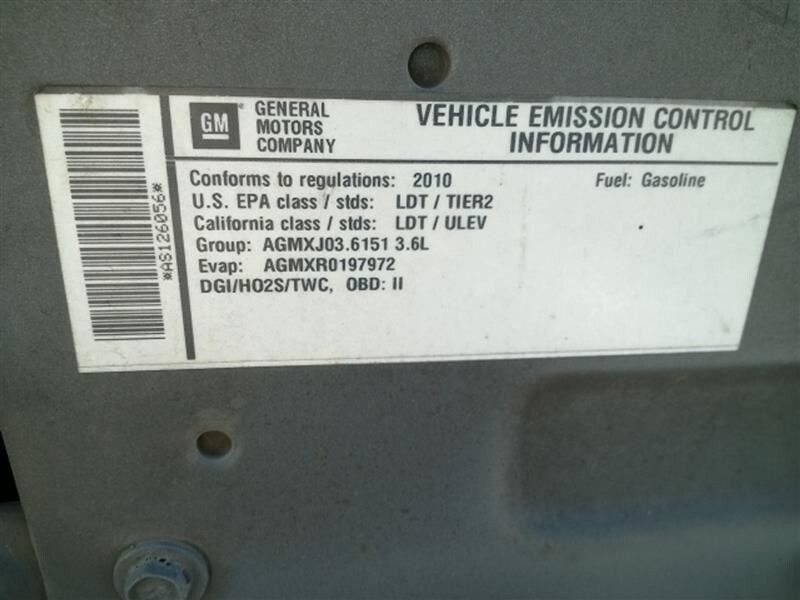 *AS126056*
GM
GENERAL
MOTORS
COMPANY
VEHICLE EMISSION CONTROL
INFORMATION
Conforms to regulations: 2010
Fuel: Gasoline
U.S. EPA class / stds: LDT / TIER2
California class / stds: LDT / ULEV
Group: AGMXJ03.6151 3.6L
Evap: AGMXR0197972
DGI/HO2S/TWC, OBD: II